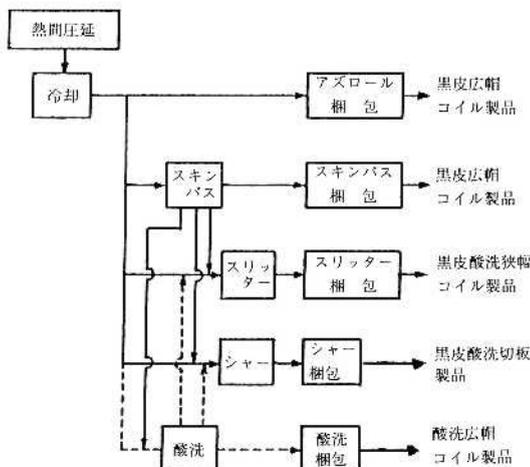 熱間圧延
冷却
アズロール
梱包
黒皮広幅
コイル製品
スキン
パス
スキンパス
梱包
黒皮広幅
コイル製品
スリッ
ター
スリッター
梱包
黒皮酸洗狭幅
コイル製品
シャー
シャー
梱包
黒皮酸洗切板
製品
酸洗
酸洗
梱包
酸洗広幅
コイル製品